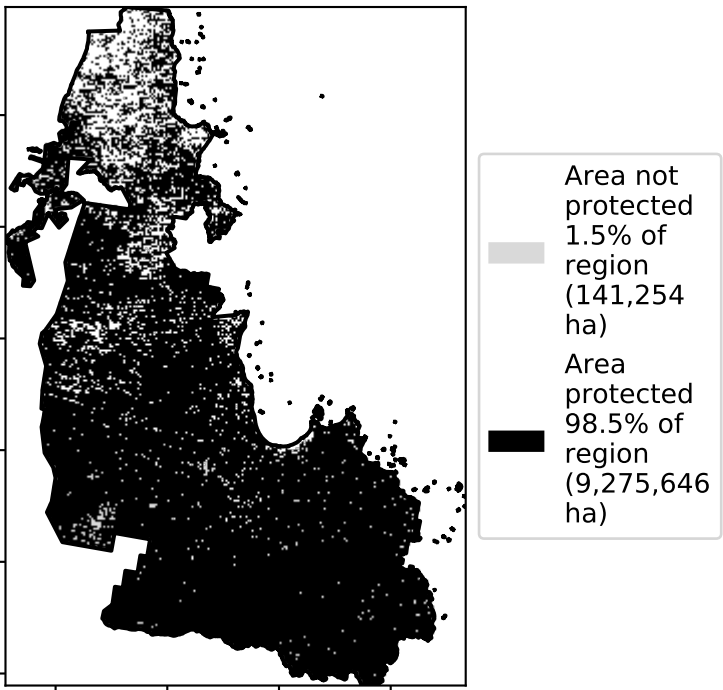 Area not
protected
1.5% of
region
(141,254
ha)
Area
protected
98.5% of
region
(9,275,646
ha)